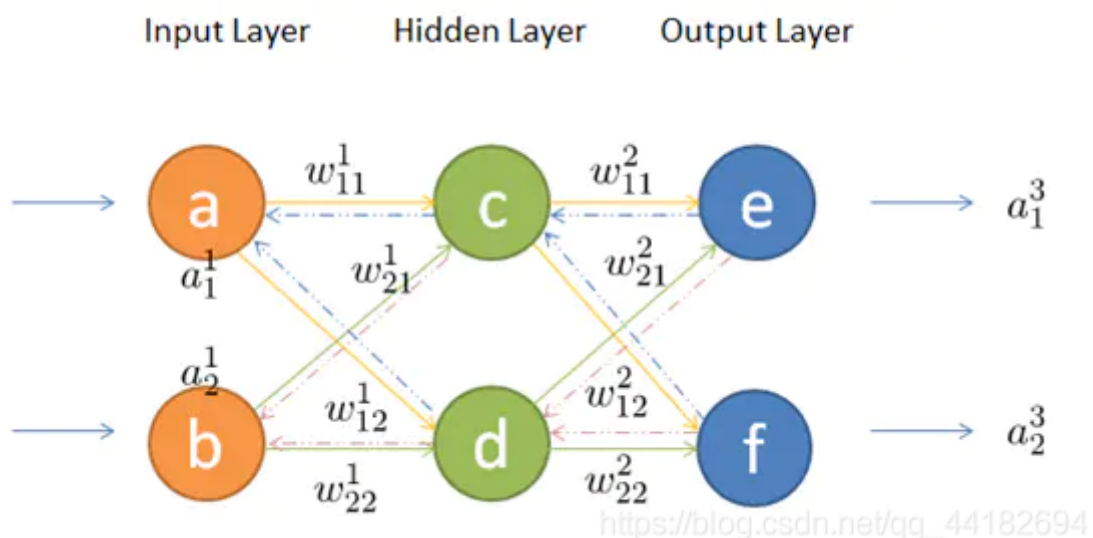 Input Layer Hidden Layer Output Layer
w_{11}^{1} w_{11}^{2}
a c e a_1^3
a_1^1 w_{21}^{1} w_{21}^{2}
a_2^1 w_{12}^{1} w_{12}^{2}
b d f a_2^3
w_{22}^{1} w_{22}^{2}
https://blog.csdn.net/qq_44182694